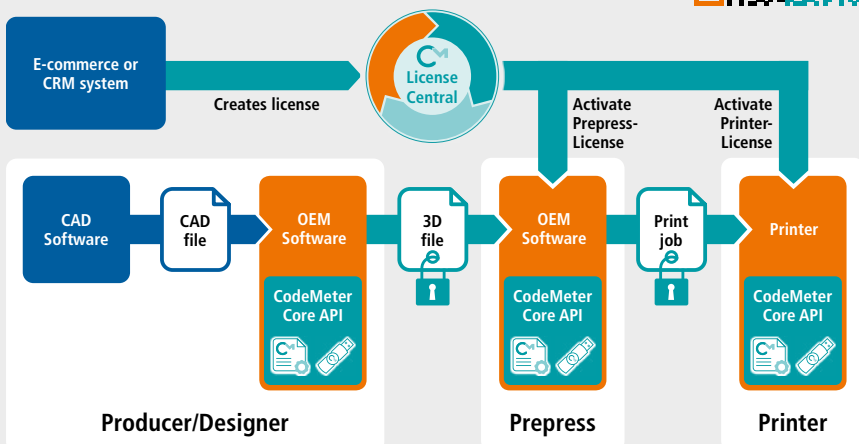 E-commerce or
CRM system
Creates license
License
Central
Activate
Prepress-
License
Activate
Printer-
License
CAD
Software
CAD
file
OEM
Software
3D
file
OEM
Software
Print
job
Printer
CodeMeter
Core API
CodeMeter
Core API
CodeMeter
Core API
Producer/Designer
Prepress
Printer